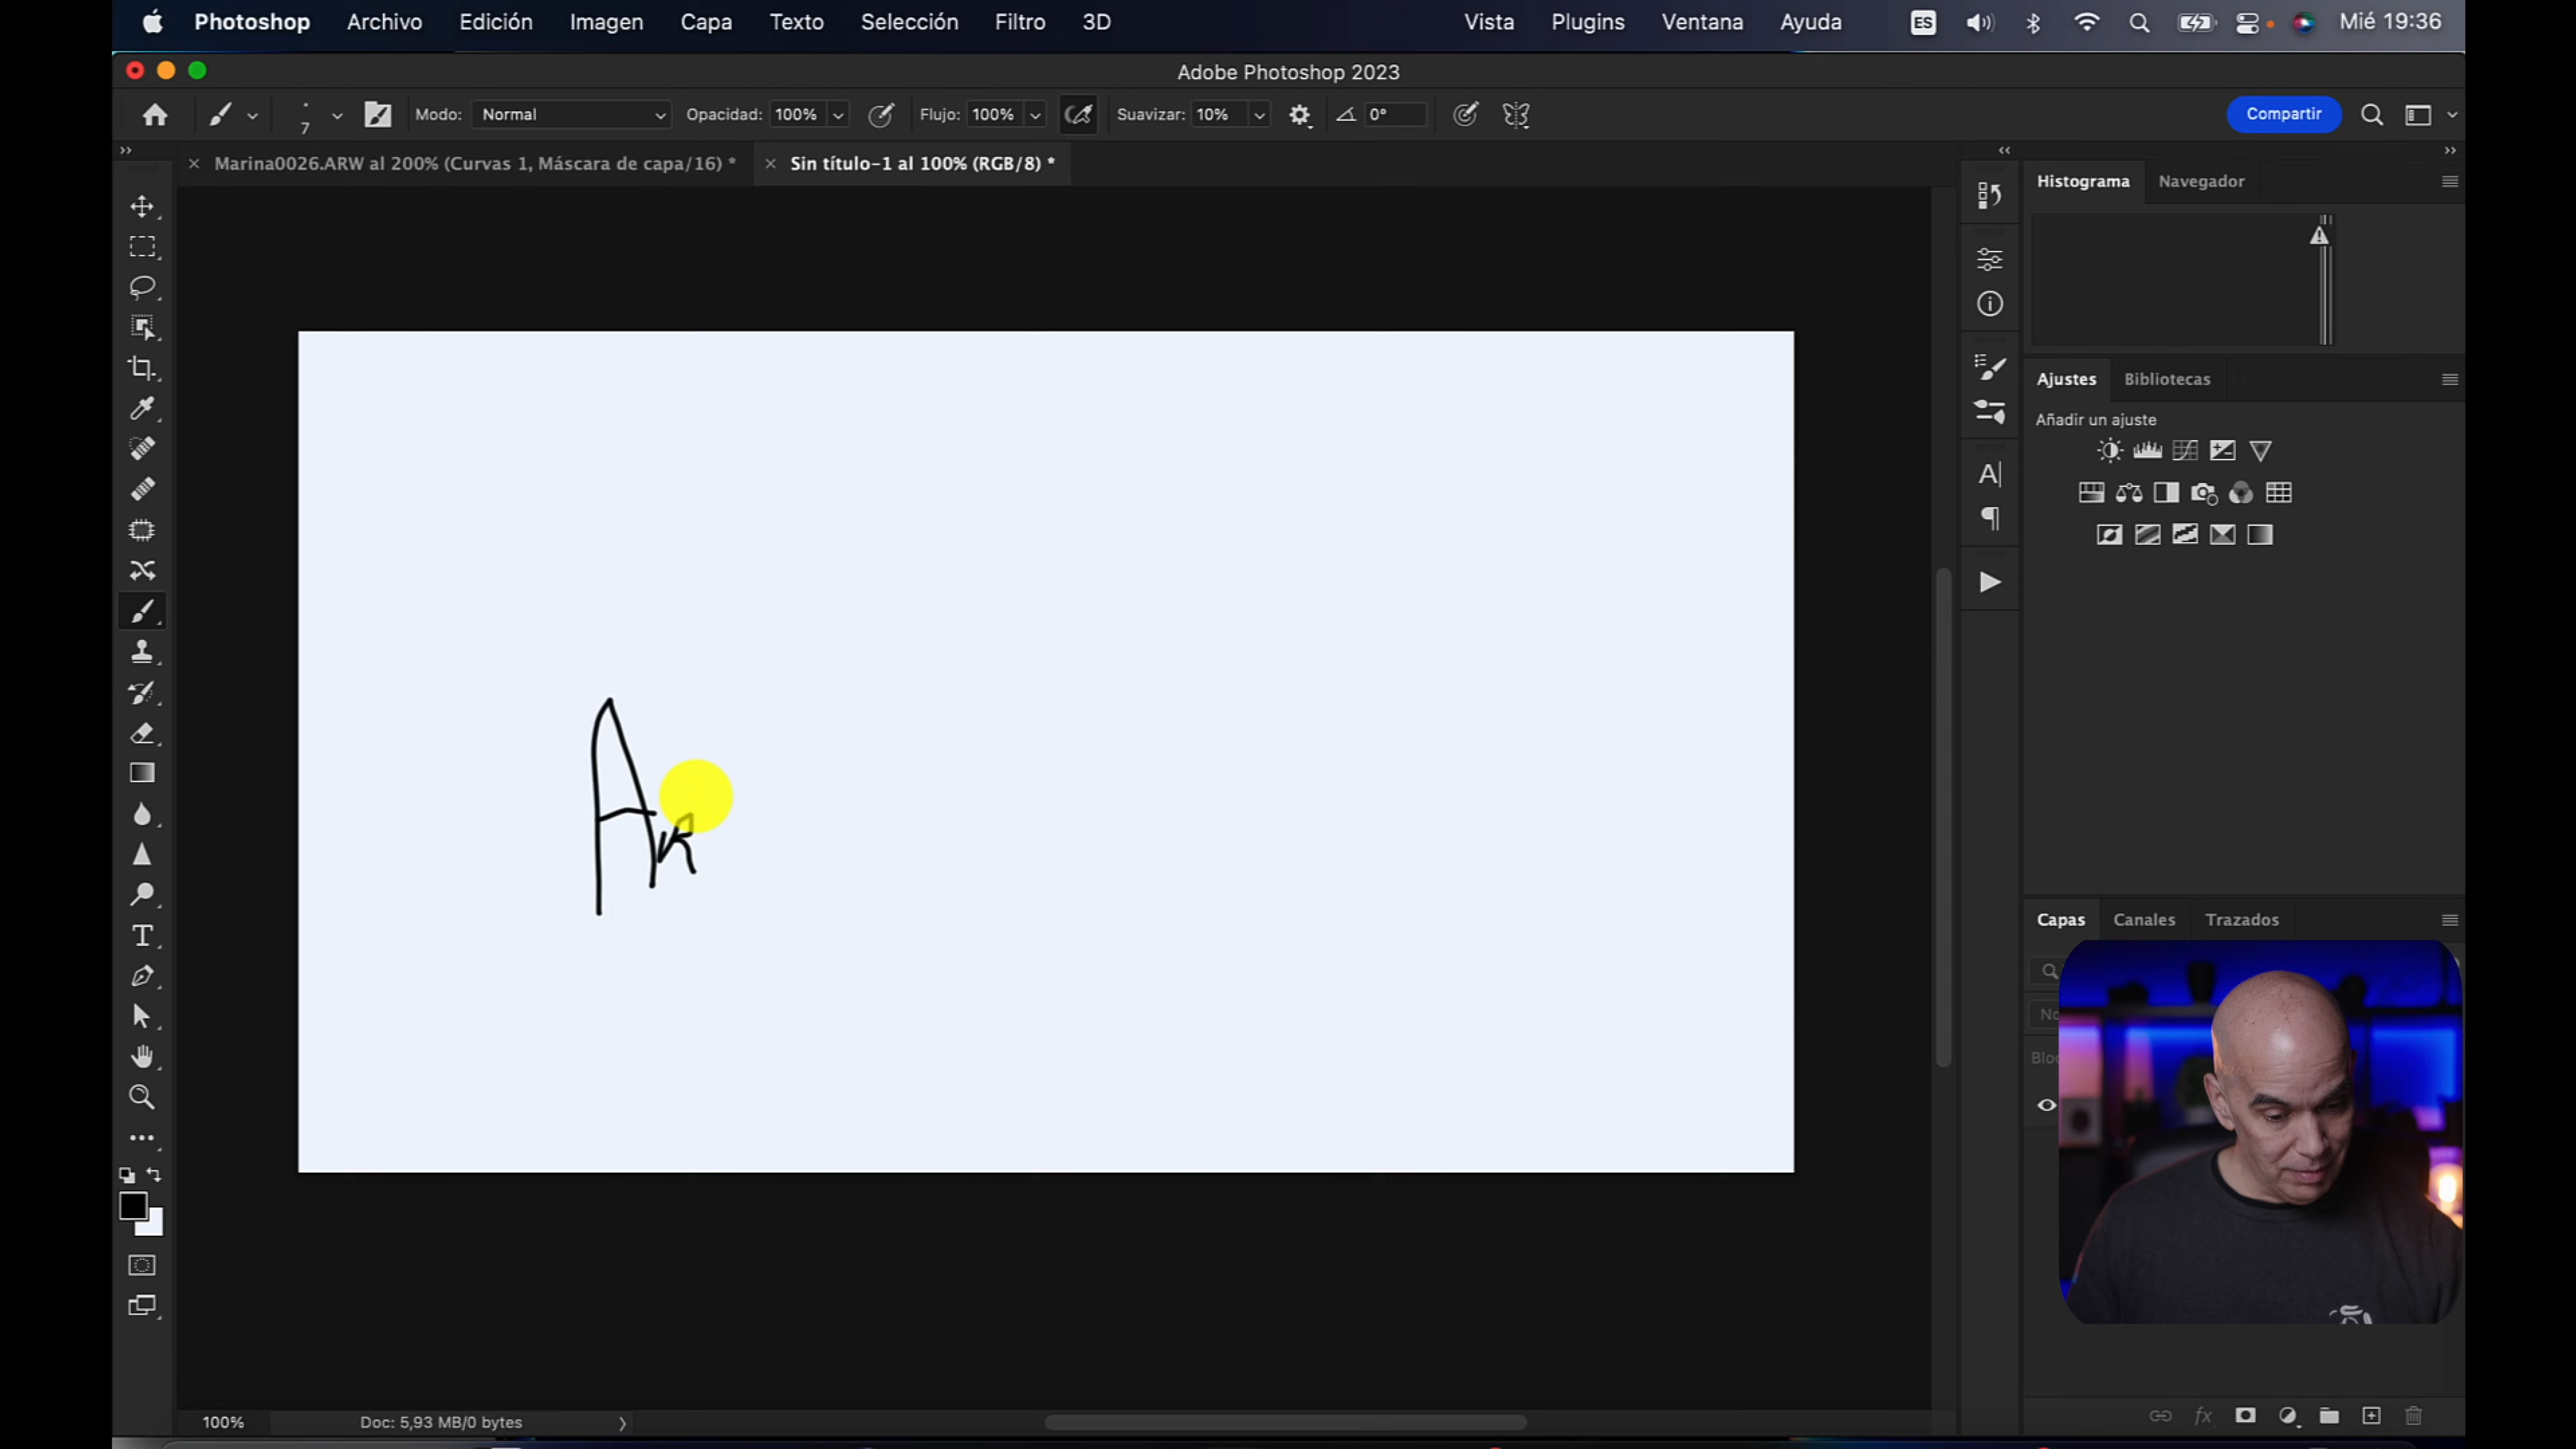 Photoshop Archivo Edición Imagen Capa Texto Selección Filtro 3D Vista Plugins Ventana Ayuda ES Mié 19:36
Adobe Photoshop 2023
7 Modo: Normal Opacidad: 100% Flujo: 100% Suavizar: 10% 0° Compartir
Marina0026.ARW al 200% (Curvas 1, Máscara de capa/16) * Sin título-1 al 100% (RGB/8) *
Histograma Navegador
Ajustes Bibliotecas
Añadir un ajuste
Capas Canales Trazados
100% Doc: 5,93 MB/0 bytes